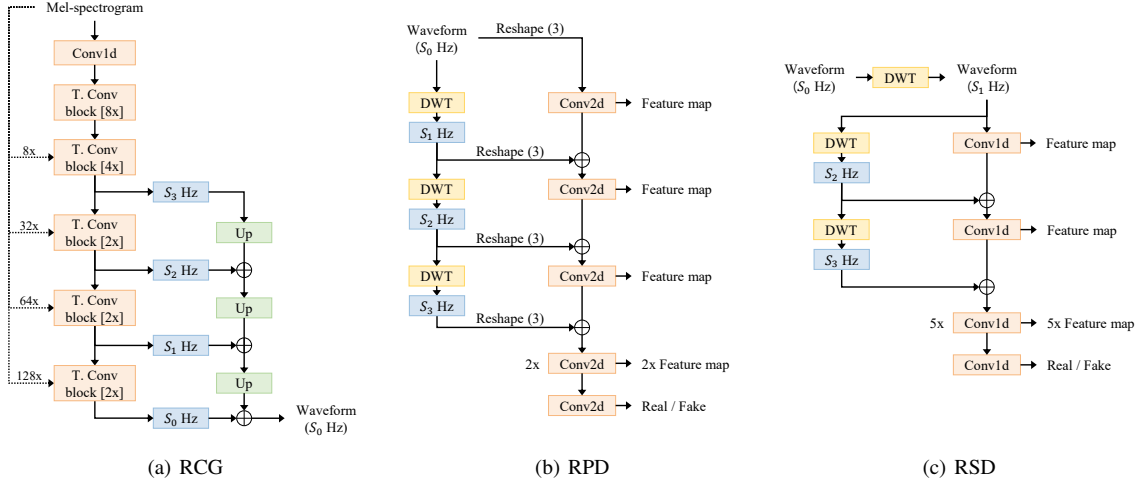 Mel-spectrogram
Conv1d
T. Conv
block [8x]
8x
T. Conv
block [4x]
S₃ Hz
32x
T. Conv
block [2x]
Up
S₂ Hz
64x
T. Conv
block [2x]
Up
S₁ Hz
128x
T. Conv
block [2x]
Up
S₀ Hz
Waveform
(S₀ Hz)
(a) RCG
Waveform
(S₀ Hz)
Reshape (3)
DWT
Conv2d
Feature map
S₁ Hz
Reshape (3)
DWT
Conv2d
Feature map
S₂ Hz
Reshape (3)
DWT
Conv2d
Feature map
S₃ Hz
Reshape (3)
2x
Conv2d
2x Feature map
Conv2d
Real / Fake
(b) RPD
Waveform
(S₀ Hz)
DWT
Waveform
(S₁ Hz)
DWT
Conv1d
Feature map
S₂ Hz
DWT
Conv1d
Feature map
S₃ Hz
5x
Conv1d
5x Feature map
Conv1d
Real / Fake
(c) RSD